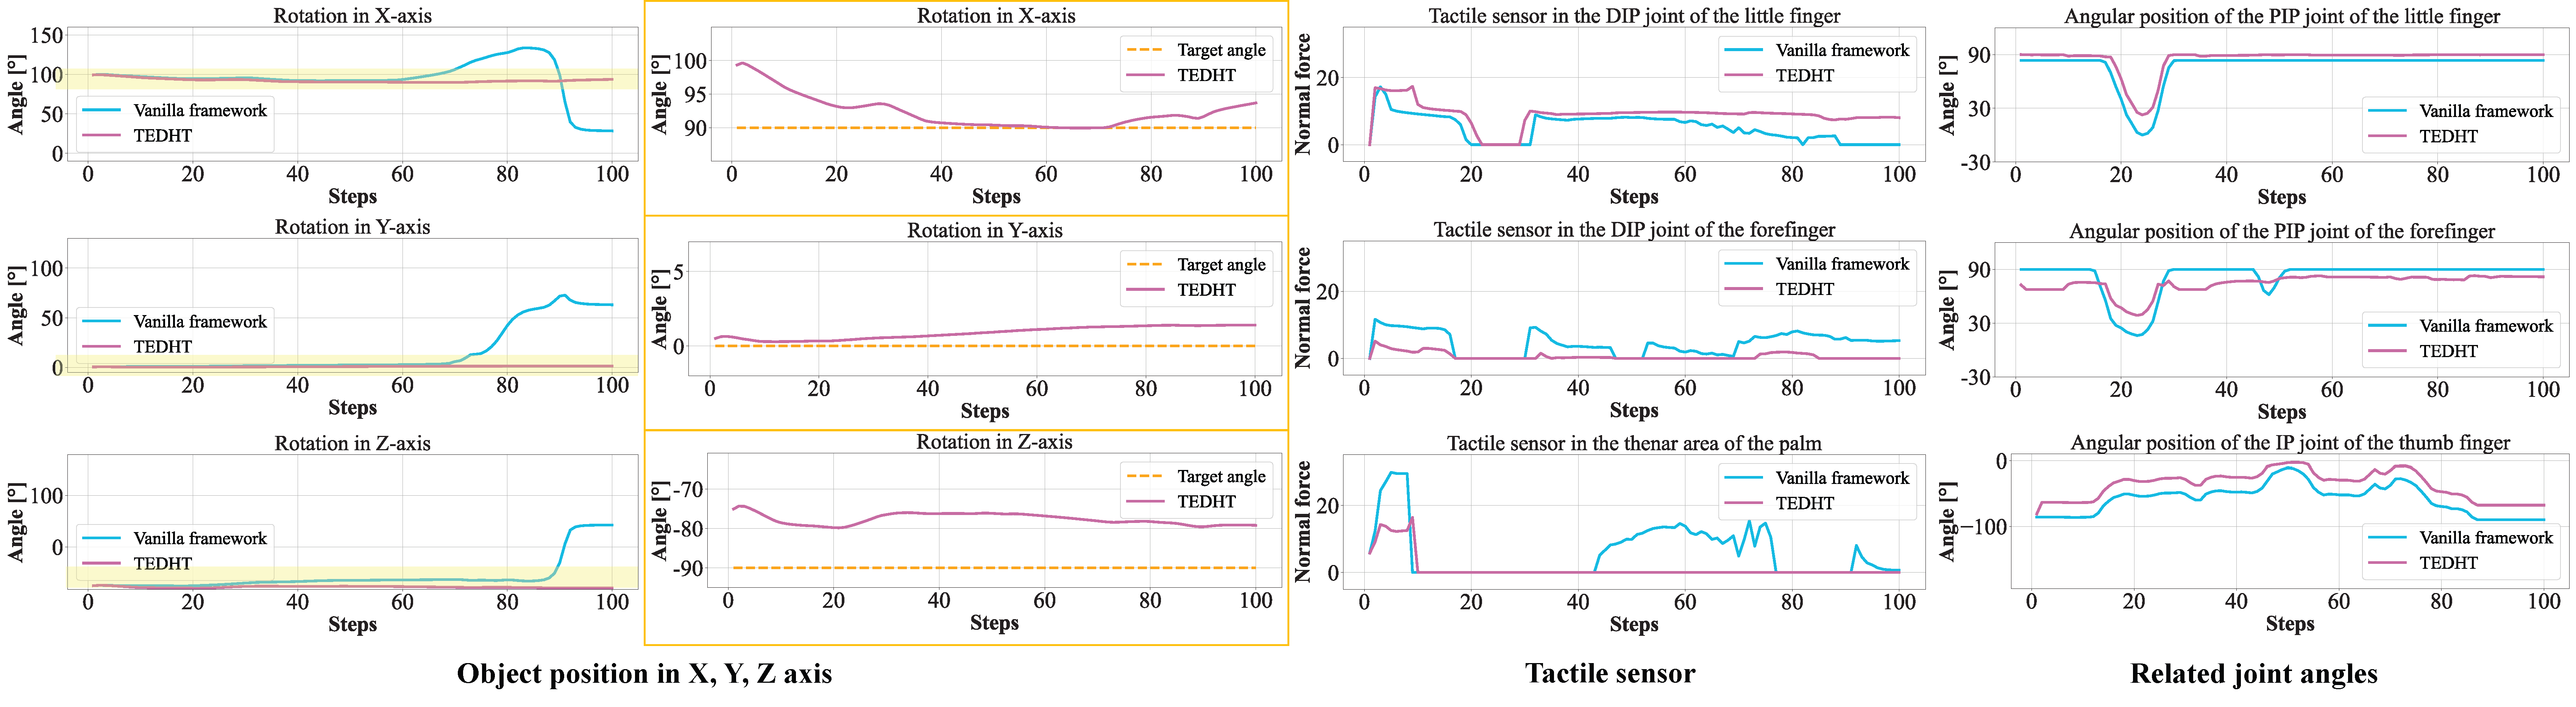 Rotation in X-axis
Angle [°]
150
100
50
0
Vanilla framework
TEDHT
0 20 40 60 80 100
Steps
Rotation in X-axis
Angle [°]
100
95
90
Target angle
TEDHT
0 20 40 60 80 100
Steps
Tactile sensor in the DIP joint of the little finger
Normal force
20
0
Vanilla framework
TEDHT
0 20 40 60 80 100
Steps
Angular position of the PIP joint of the little finger
Angle [°]
90
30
-30
Vanilla framework
TEDHT
0 20 40 60 80 100
Steps
Rotation in Y-axis
Angle [°]
100
50
0
Vanilla framework
TEDHT
0 20 40 60 80 100
Steps
Rotation in Y-axis
Angle [°]
5
0
Target angle
TEDHT
0 20 40 60 80 100
Steps
Tactile sensor in the DIP joint of the forefinger
Normal force
20
0
Vanilla framework
TEDHT
0 20 40 60 80 100
Steps
Angular position of the PIP joint of the forefinger
Angle [°]
90
30
-30
Vanilla framework
TEDHT
0 20 40 60 80 100
Steps
Rotation in Z-axis
Angle [°]
100
0
Vanilla framework
TEDHT
0 20 40 60 80 100
Steps
Rotation in Z-axis
Angle [°]
-70
-80
-90
Target angle
TEDHT
0 20 40 60 80 100
Steps
Tactile sensor in the thenar area of the palm
Normal force
20
0
Vanilla framework
TEDHT
0 20 40 60 80 100
Steps
Angular position of the IP joint of the thumb finger
Angle [°]
0
−100
Vanilla framework
TEDHT
0 20 40 60 80 100
Steps
Object position in X, Y, Z axis
Tactile sensor
Related joint angles